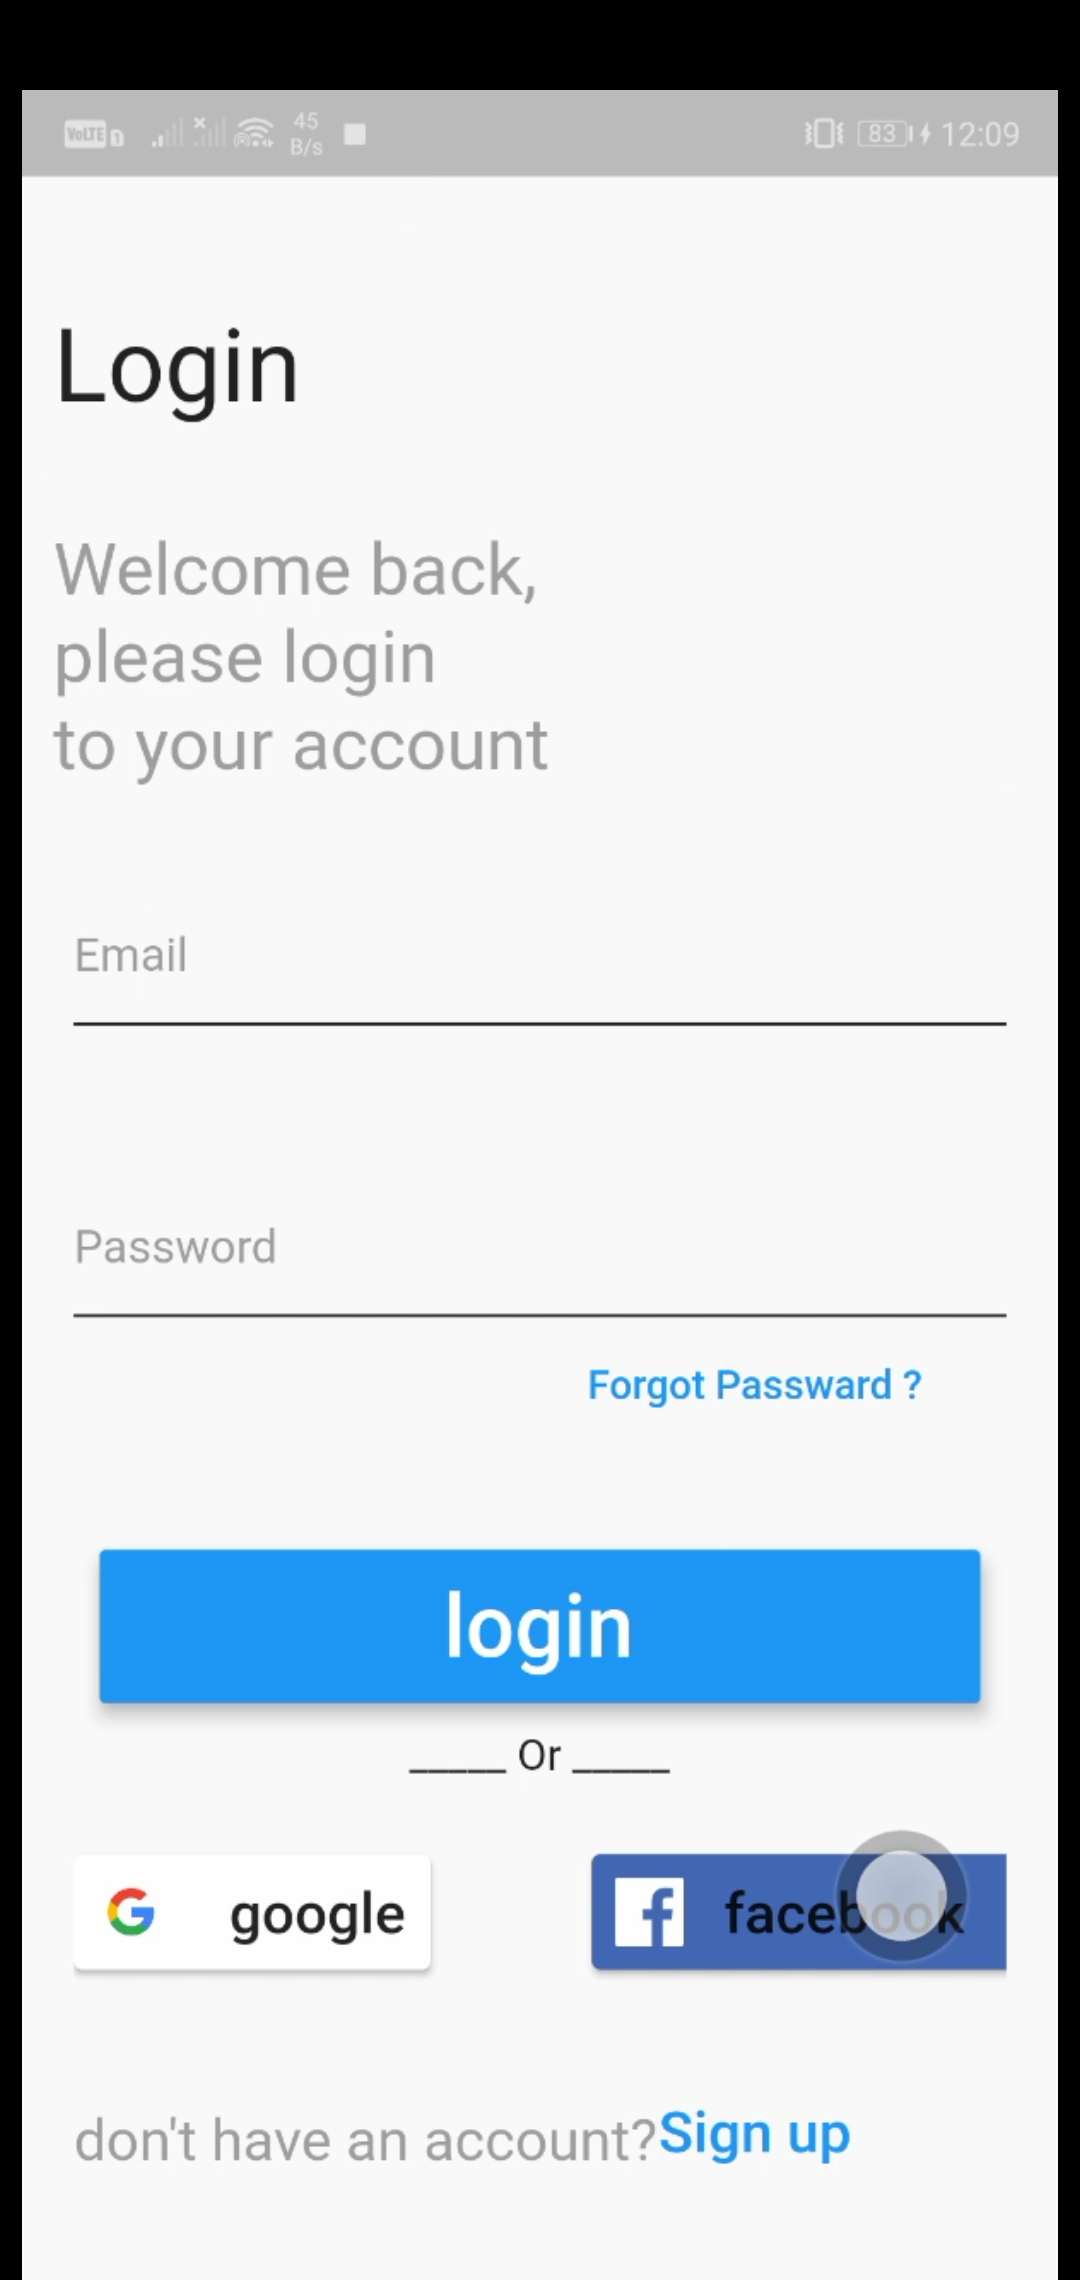 VoLTE 1 45 B/s 83 12:09
Login
Welcome back,
please login
to your account
Email
Password
Forgot Passward ?
login
_____ Or _____
google facebook
don't have an account?Sign up